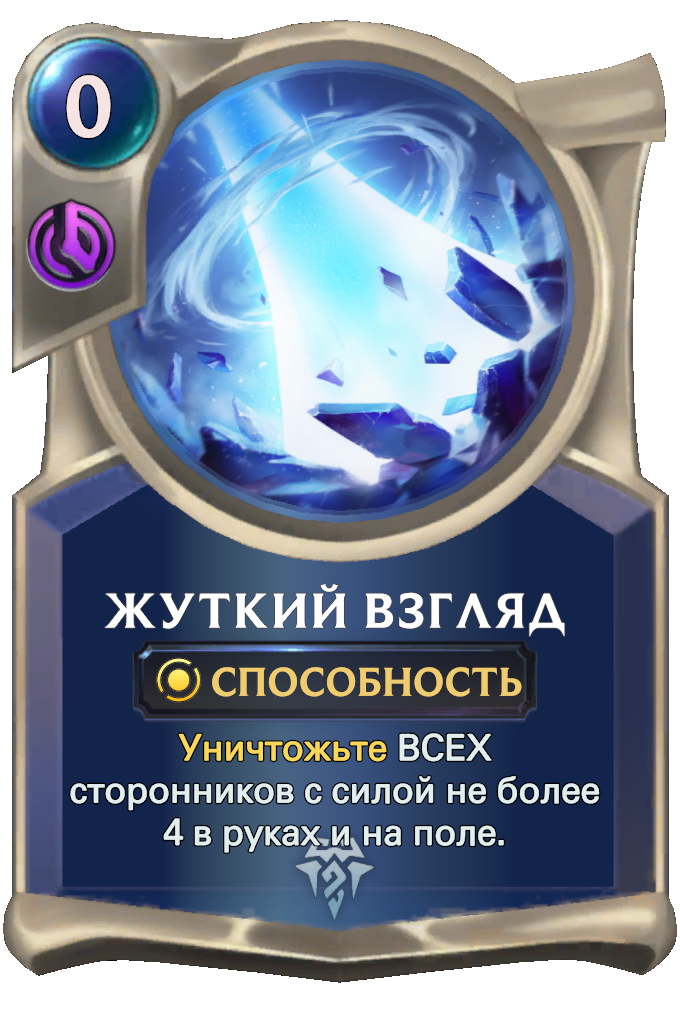 0
ЖУТКИЙ ВЗГЛЯД
СПОСОБНОСТЬ
Уничтожьте ВСЕХ
сторонников с силой не более
4 в руках и на поле.